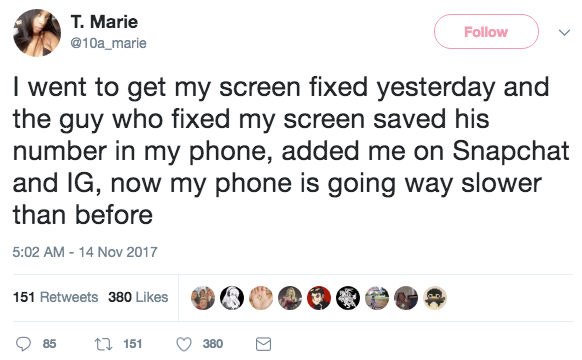 T. Marie
@10a_marie
Follow
I went to get my screen fixed yesterday and
the guy who fixed my screen saved his
number in my phone, added me on Snapchat
and IG, now my phone is going way slower
than before
5:02 AM - 14 Nov 2017
151 Retweets 380 Likes
85 151 380